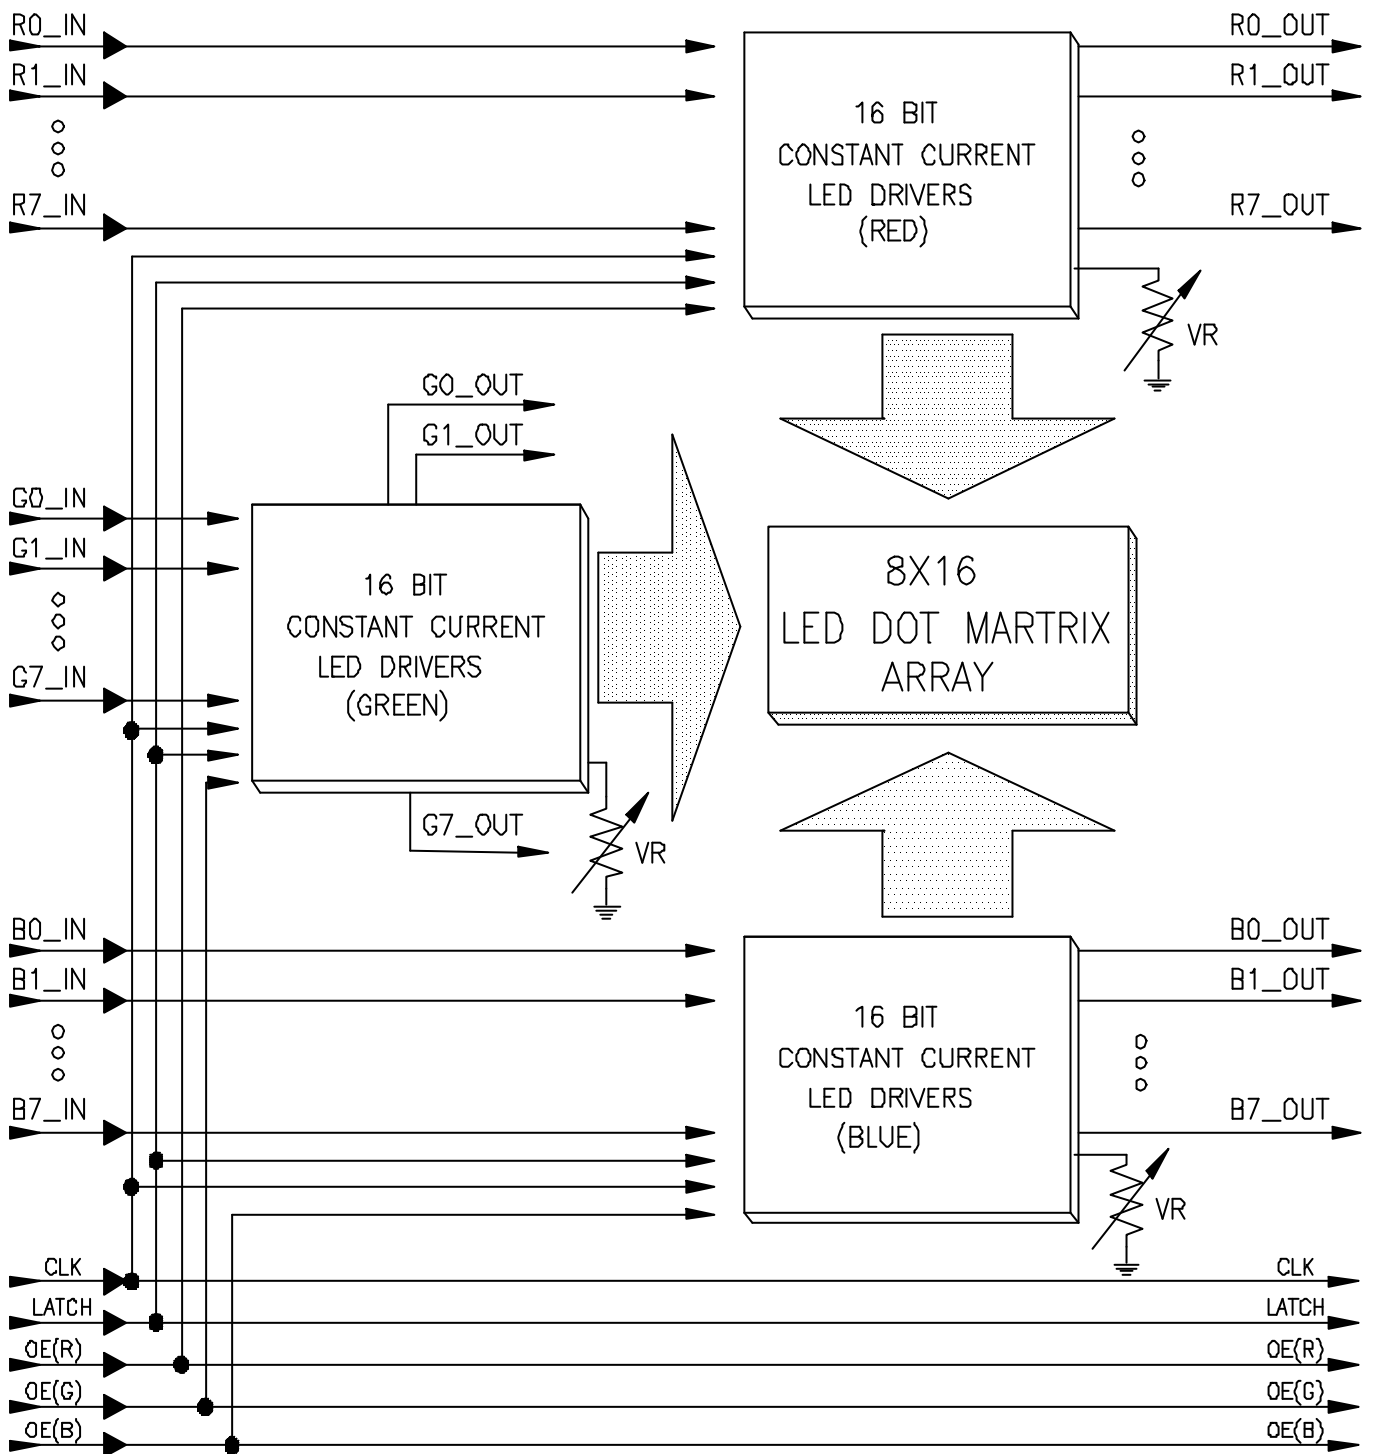 R0_IN
R0_OUT
R1_IN
R1_OUT
16 BIT
CONSTANT CURRENT
LED DRIVERS
(RED)
R7_IN
R7_OUT
VR
G0_OUT
G1_OUT
G0_IN
G1_IN
16 BIT
CONSTANT CURRENT
LED DRIVERS
(GREEN)
G7_IN
8X16
LED DOT MARTRIX
ARRAY
G7_OUT
VR
B0_IN
B0_OUT
B1_IN
B1_OUT
16 BIT
CONSTANT CURRENT
LED DRIVERS
(BLUE)
B7_IN
B7_OUT
VR
CLK
CLK
LATCH
LATCH
OE(R)
OE(R)
OE(G)
OE(G)
OE(B)
OE(B)